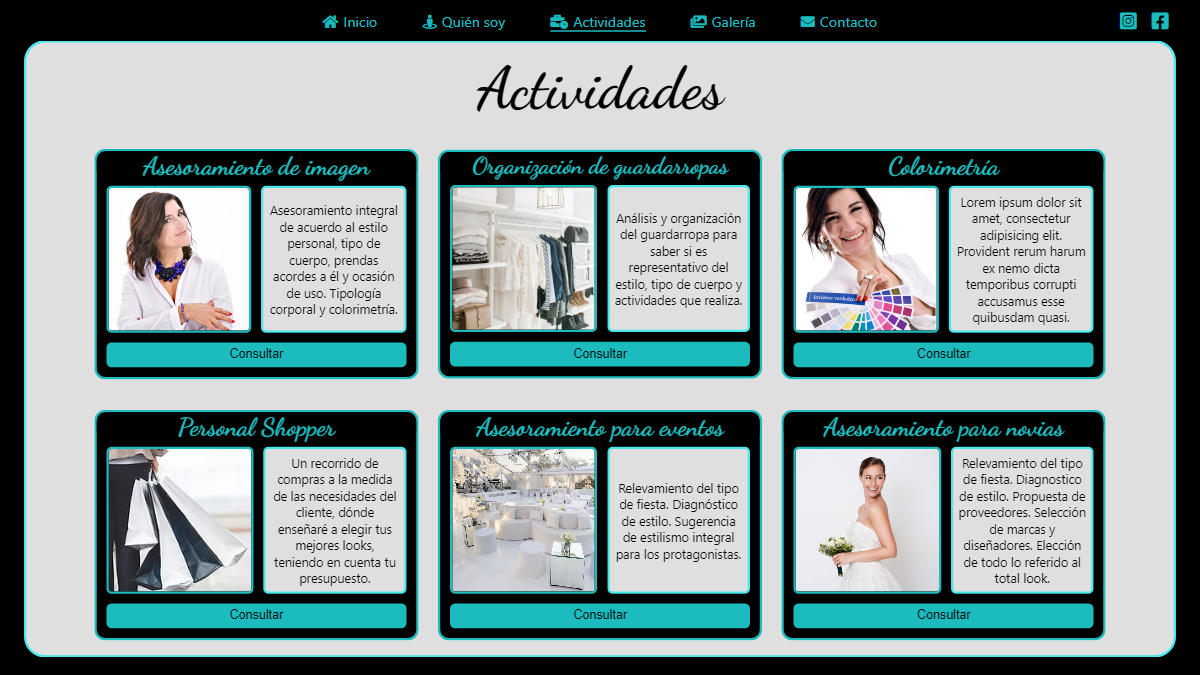 Inicio
Quién soy
Actividades
Galería
Contacto
Actividades
Asesoramiento de imagen
Asesoramiento integral
de acuerdo al estilo
personal, tipo de
cuerpo, prendas
acordes a él y ocasión
de uso. Tipología
corporal y colorimetría.
Consultar
Organización de guardarropas
Análisis y organización
del guardarropa para
saber si es
representativo del
estilo, tipo de cuerpo y
actividades que realiza.
Consultar
Colorimetría
Invierno verdadero
Lorem ipsum dolor sit
amet, consectetur
adipisicing elit.
Provident rerum harum
ex nemo dicta
temporibus corrupti
accusamus esse
quibusdam quasi.
Consultar
Personal Shopper
Un recorrido de
compras a la medida
de las necesidades del
cliente, dónde
enseñaré a elegir tus
mejores looks,
teniendo en cuenta tu
presupuesto.
Consultar
Asesoramiento para eventos
Relevamiento del tipo
de fiesta. Diagnóstico
de estilo. Sugerencia
de estilismo integral
para los protagonistas.
Consultar
Asesoramiento para novias
Relevamiento del tipo
de fiesta. Diagnostico
de estilo. Propuesta de
proveedores. Selección
de marcas y
diseñadores. Elección
de todo lo referido al
total look.
Consultar